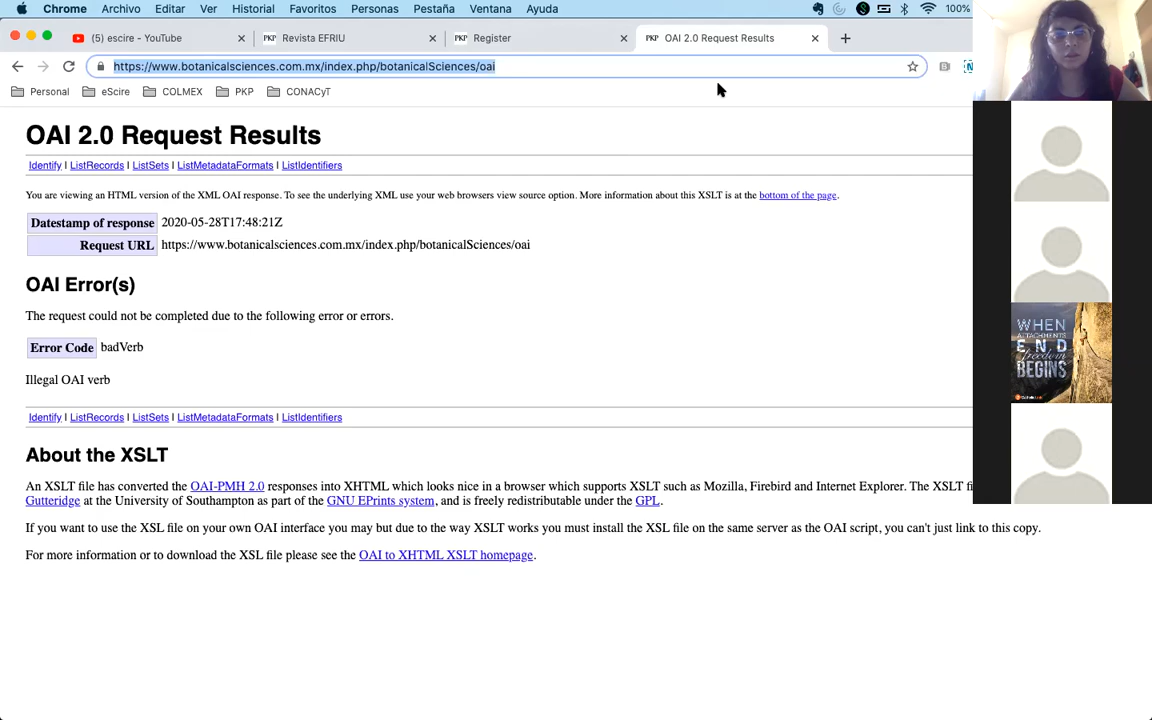 Chrome Archivo Editar Ver Historial Favoritos Personas Pestaña Ventana Ayuda 100%
(5) escire - YouTube PKP Revista EFRIU PKP Register PKP OAI 2.0 Request Results
https://www.botanicalsciences.com.mx/index.php/botanicalSciences/oai
Personal eScire COLMEX PKP CONACyT
OAI 2.0 Request Results
Identify | ListRecords | ListSets | ListMetadataFormats | ListIdentifiers
You are viewing an HTML version of the XML OAI response. To see the underlying XML use your web browsers view source option. More information about this XSLT is at the bottom of the page.
Datestamp of response 2020-05-28T17:48:21Z
Request URL https://www.botanicalsciences.com.mx/index.php/botanicalSciences/oai
OAI Error(s)
The request could not be completed due to the following error or errors.
Error Code badVerb
Illegal OAI verb
Identify | ListRecords | ListSets | ListMetadataFormats | ListIdentifiers
About the XSLT
An XSLT file has converted the OAI-PMH 2.0 responses into XHTML which looks nice in a browser which supports XSLT such as Mozilla, Firebird and Internet Explorer. The XSLT fi
Gutteridge at the University of Southampton as part of the GNU EPrints system, and is freely redistributable under the GPL.
If you want to use the XSL file on your own OAI interface you may but due to the way XSLT works you must install the XSL file on the same server as the OAI script, you can't just link to this copy.
For more information or to download the XSL file please see the OAI to XHTML XSLT homepage.
WHEN
ATTACHMENTS
END
freedom
BEGINS